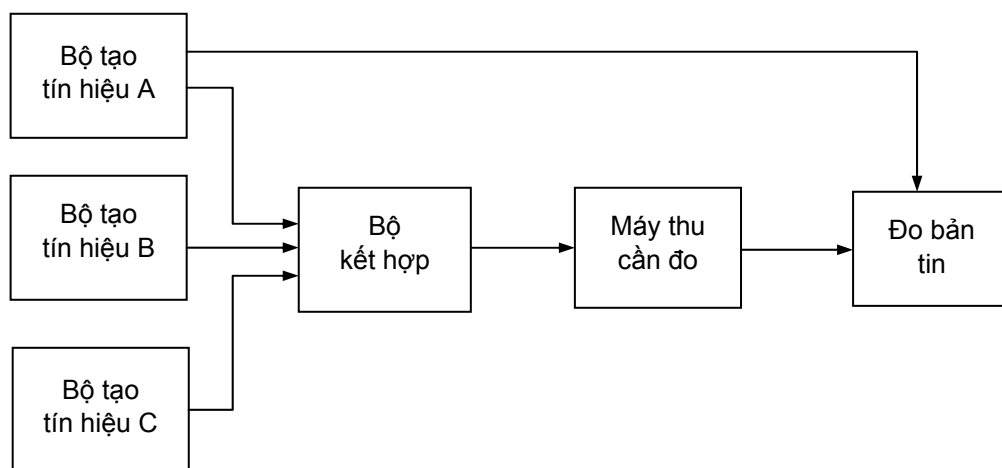 Bộ tạo
tín hiệu A
Bộ tạo
tín hiệu B
Bộ
kết hợp
Máy thu
cần đo
Đo bản
tin
Bộ tạo
tín hiệu C